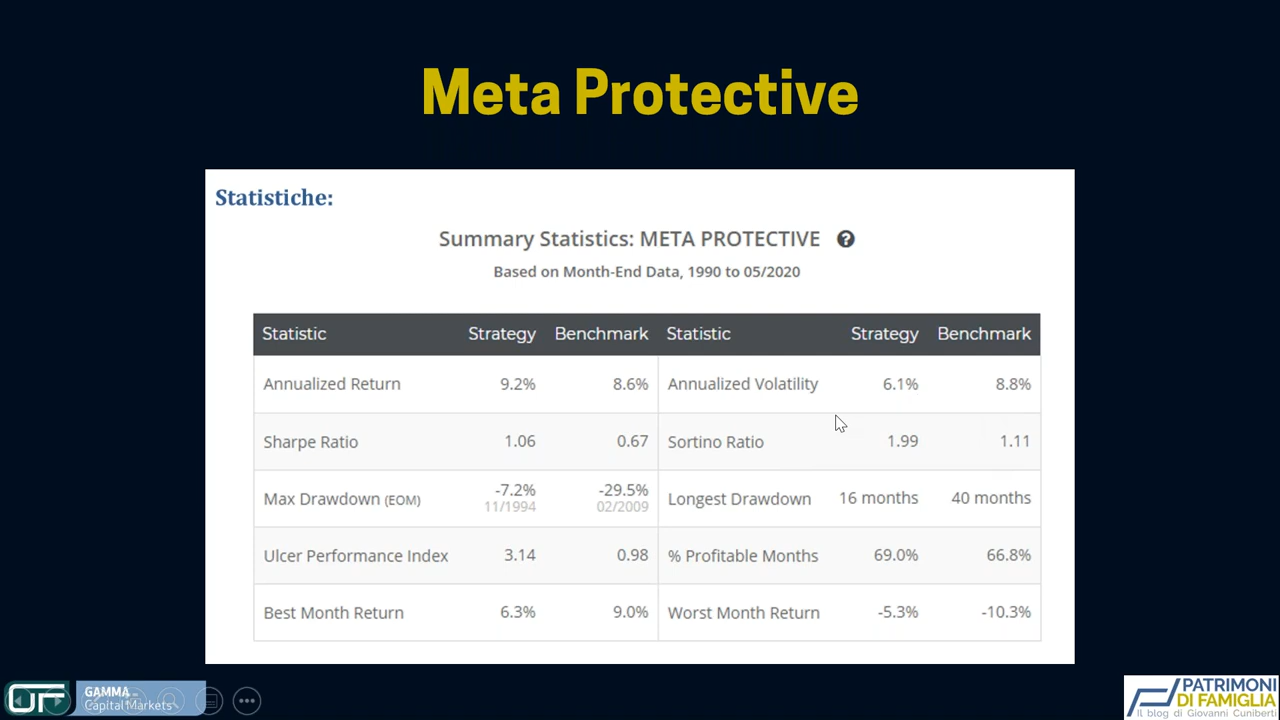 Meta Protective
Statistiche:
Summary Statistics: META PROTECTIVE ?
Based on Month-End Data, 1990 to 05/2020
Statistic Strategy Benchmark Statistic Strategy Benchmark
Annualized Return 9.2% 8.6% Annualized Volatility 6.1% 8.8%
Sharpe Ratio 1.06 0.67 Sortino Ratio 1.99 1.11
Max Drawdown (EOM) -7.2% -29.5% Longest Drawdown 16 months 40 months
11/1994 02/2009
Ulcer Performance Index 3.14 0.98 % Profitable Months 69.0% 66.8%
Best Month Return 6.3% 9.0% Worst Month Return -5.3% -10.3%
GAMMA
Capital Markets
PATRIMONI
DI FAMIGLIA
Il blog di Giovanni Cuniberti